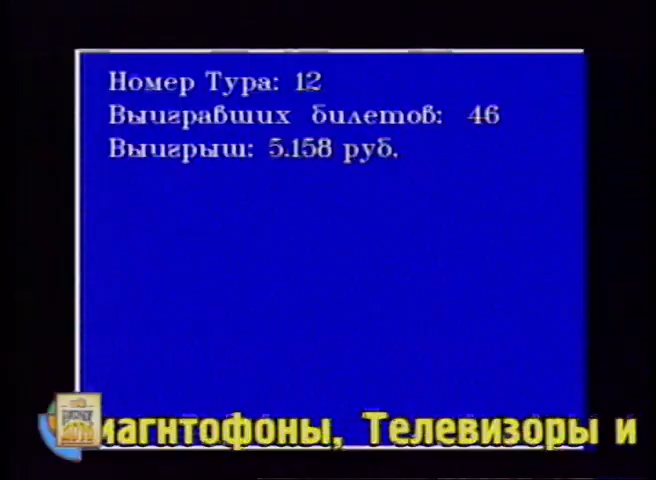 Номер Тура: 12
Выигравших билетов: 46
Выигрыш: 5.158 руб.
магнтофоны, Телевизоры и